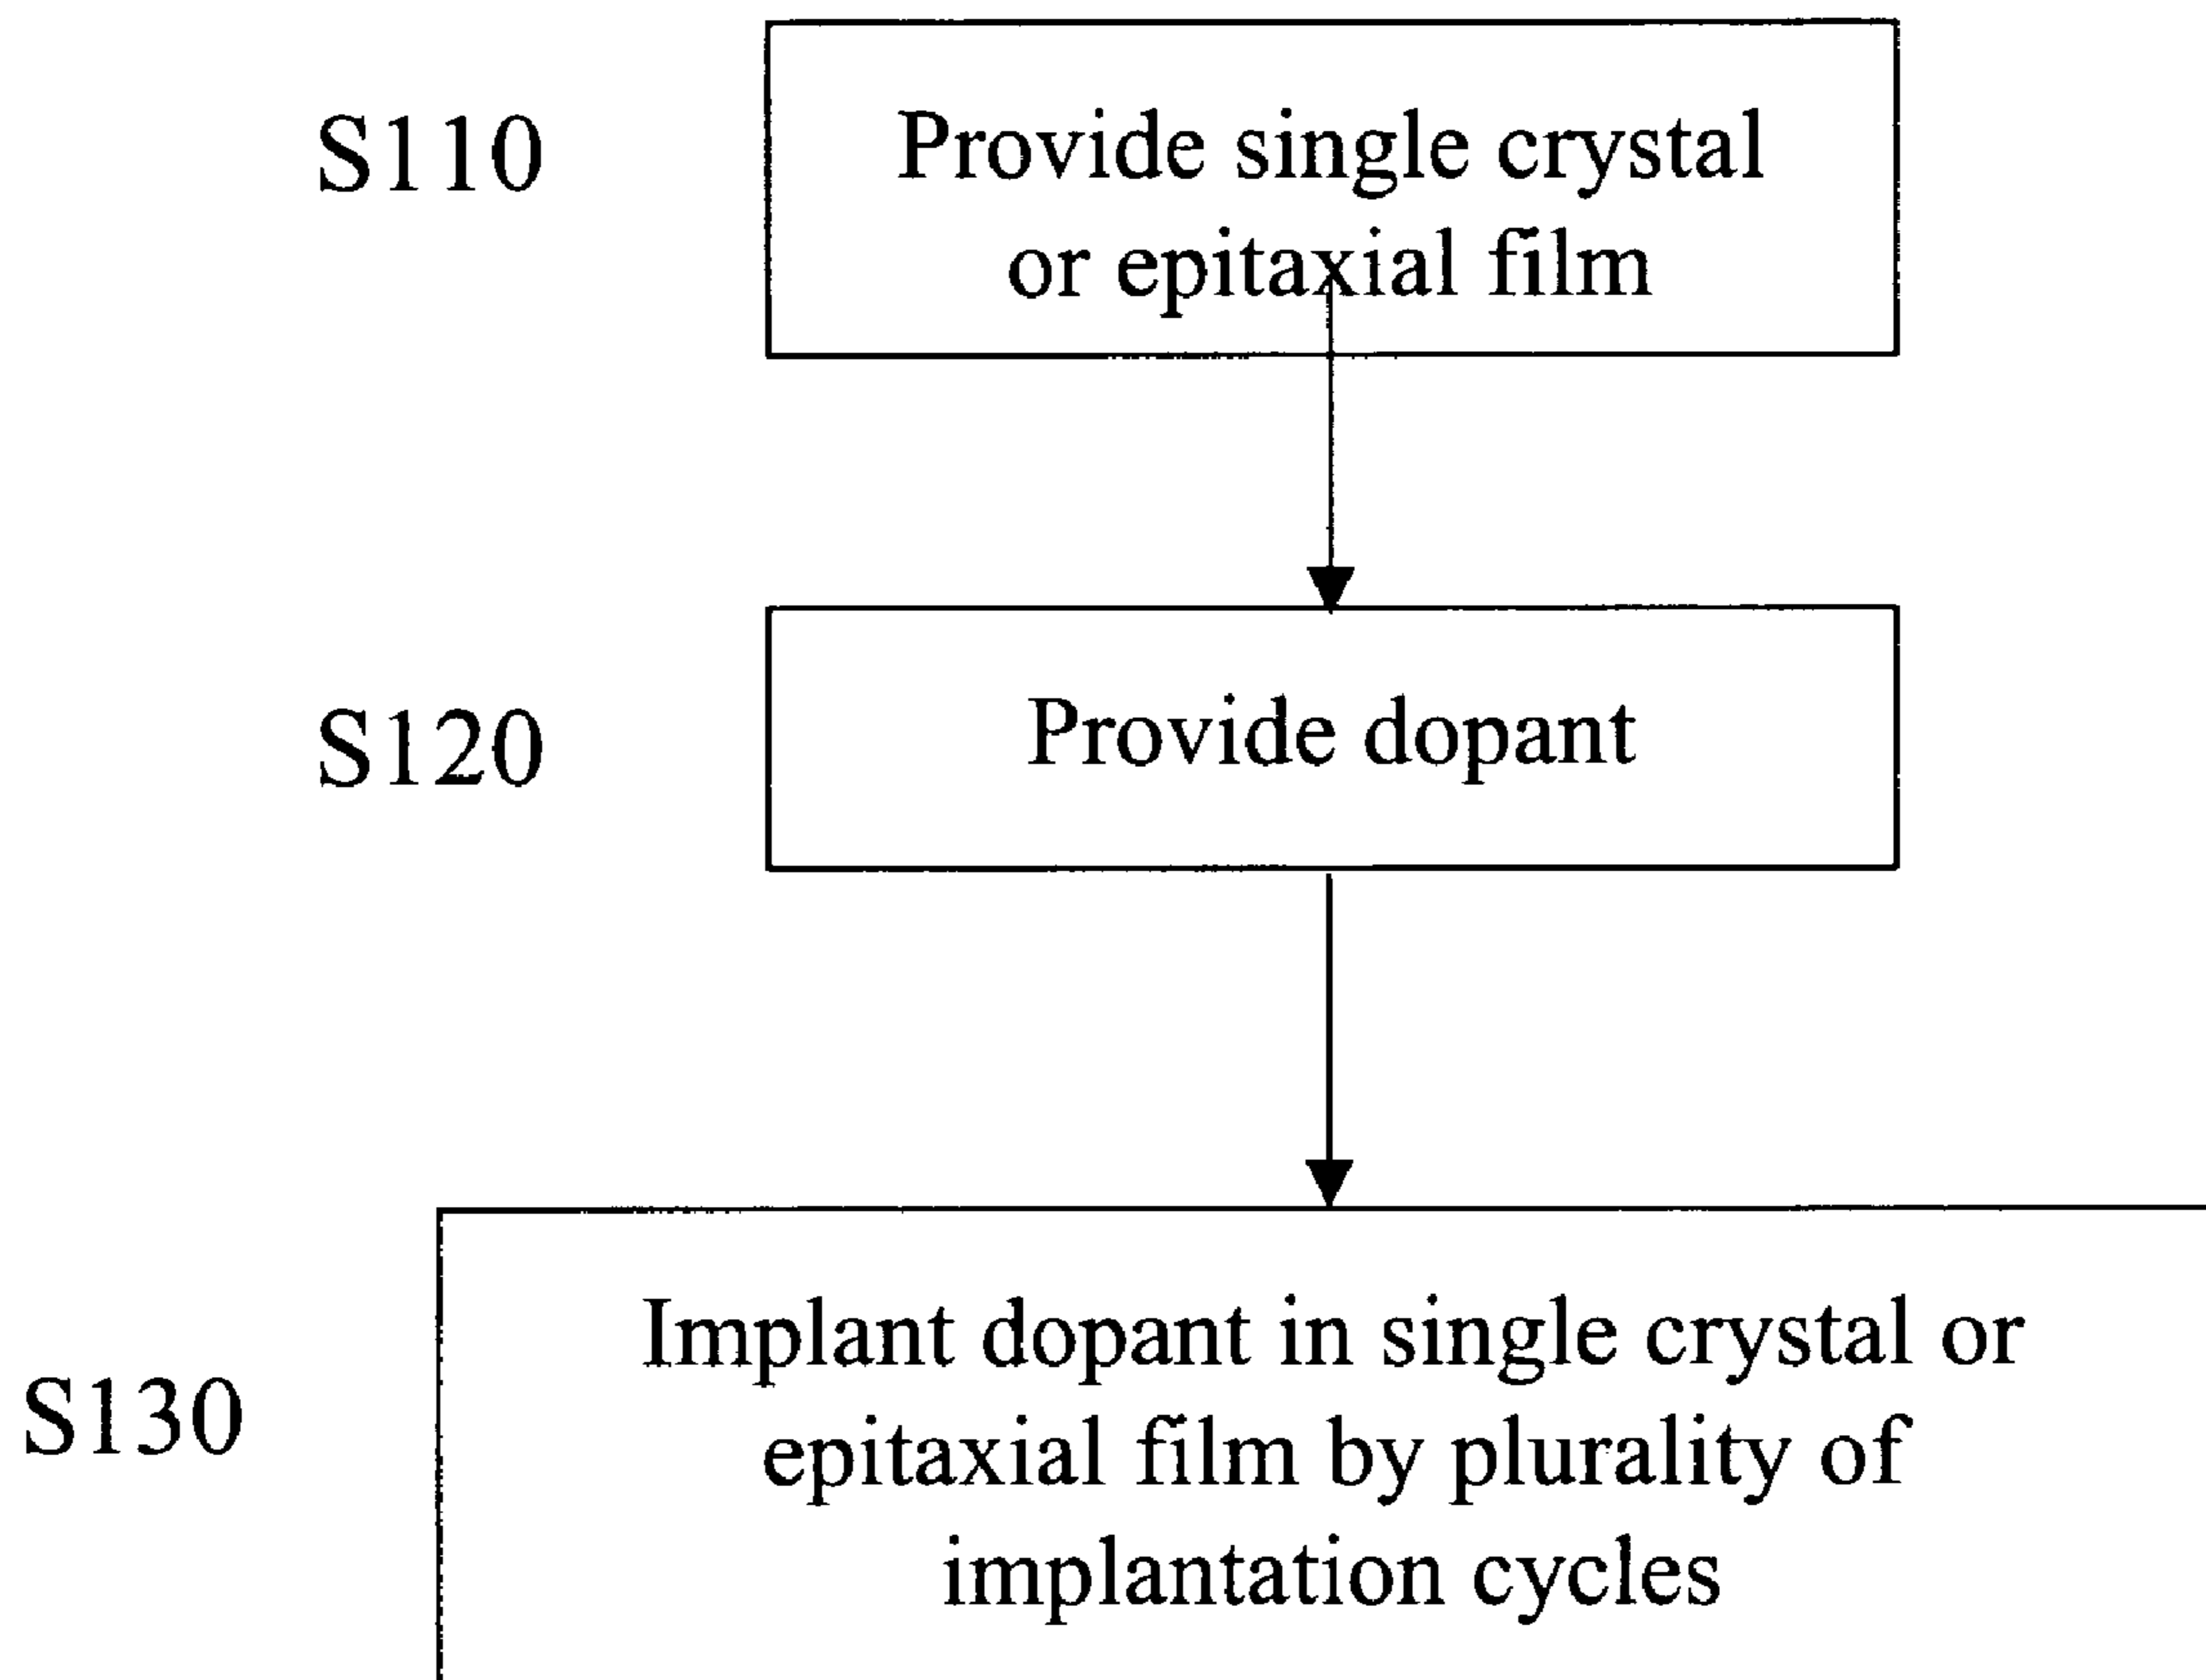 S110
Provide single crystal
or epitaxial film
S120
Provide dopant
S130
Implant dopant in single crystal or
epitaxial film by plurality of
implantation cycles